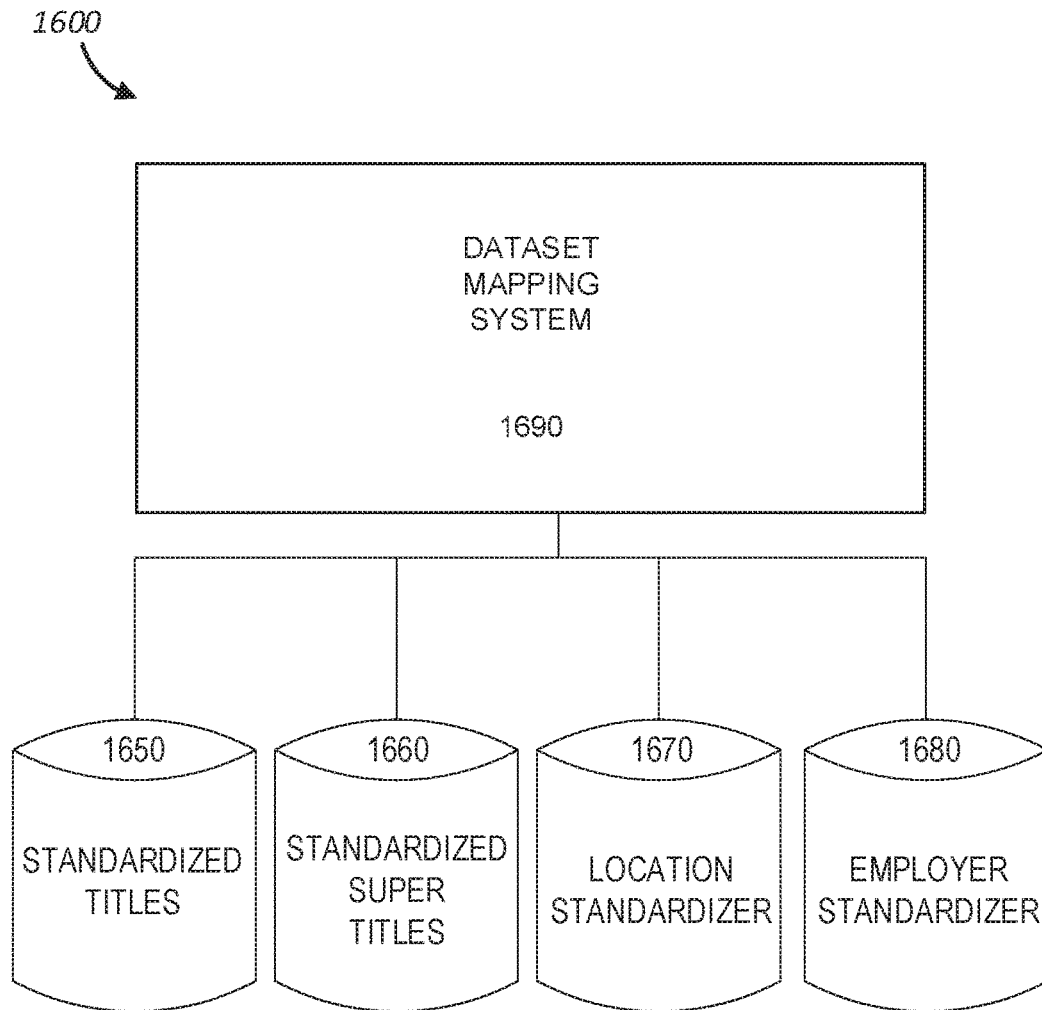 1600
DATASET
MAPPING
SYSTEM
1690
1650
STANDARDIZED
TITLES
1660
STANDARDIZED
SUPER
TITLES
1670
LOCATION
STANDARDIZER
1680
EMPLOYER
STANDARDIZER